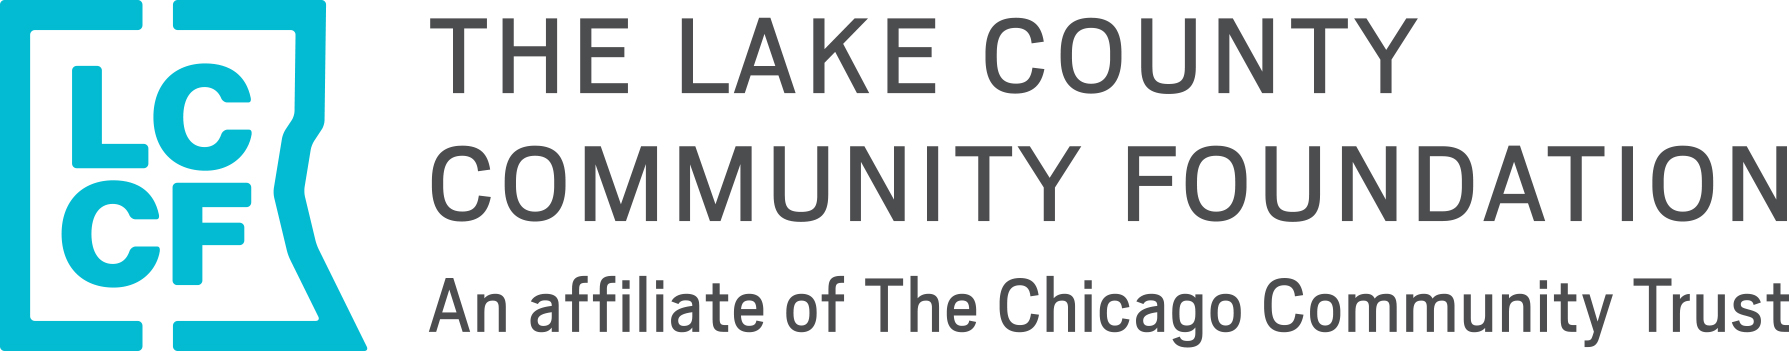 LC
CF
THE LAKE COUNTY
COMMUNITY FOUNDATION
An affiliate of The Chicago Community Trust